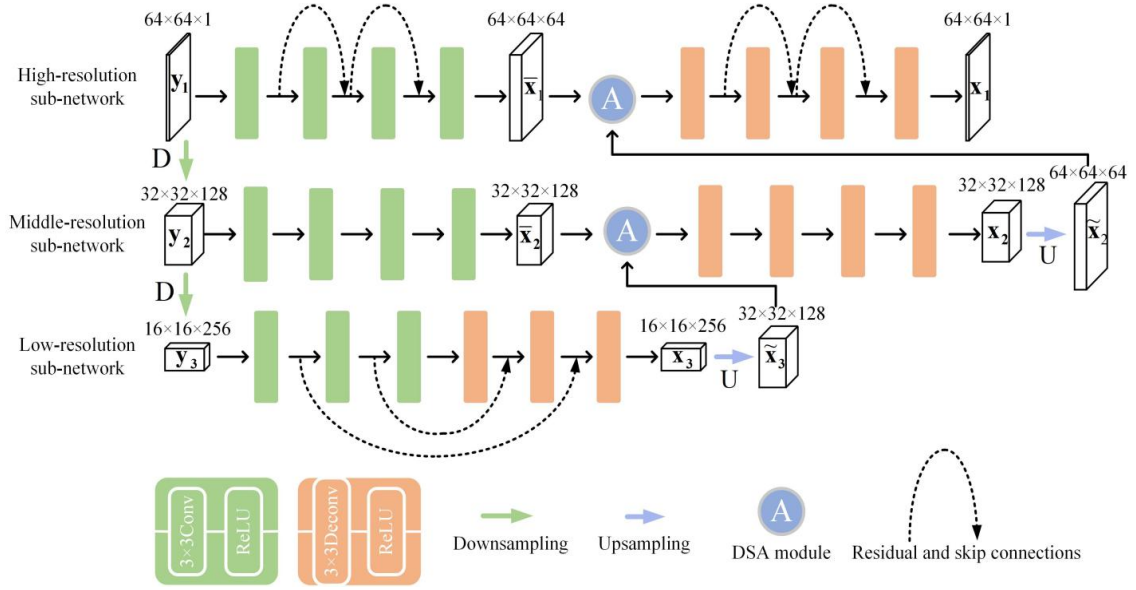 64×64×1
64×64×64
64×64×1
High-resolution
sub-network
y₁
x̅₁
A
x₁
D
32×32×128
32×32×128
32×32×128
64×64×64
Middle-resolution
sub-network
y₂
x̅₂
A
x₂
U
x̃₂
D
16×16×256
16×16×256
32×32×128
Low-resolution
sub-network
y₃
x₃
U
x̃₃
3×3Conv
ReLU
3×3Deconv
ReLU
Downsampling
Upsampling
A
DSA module
Residual and skip connections